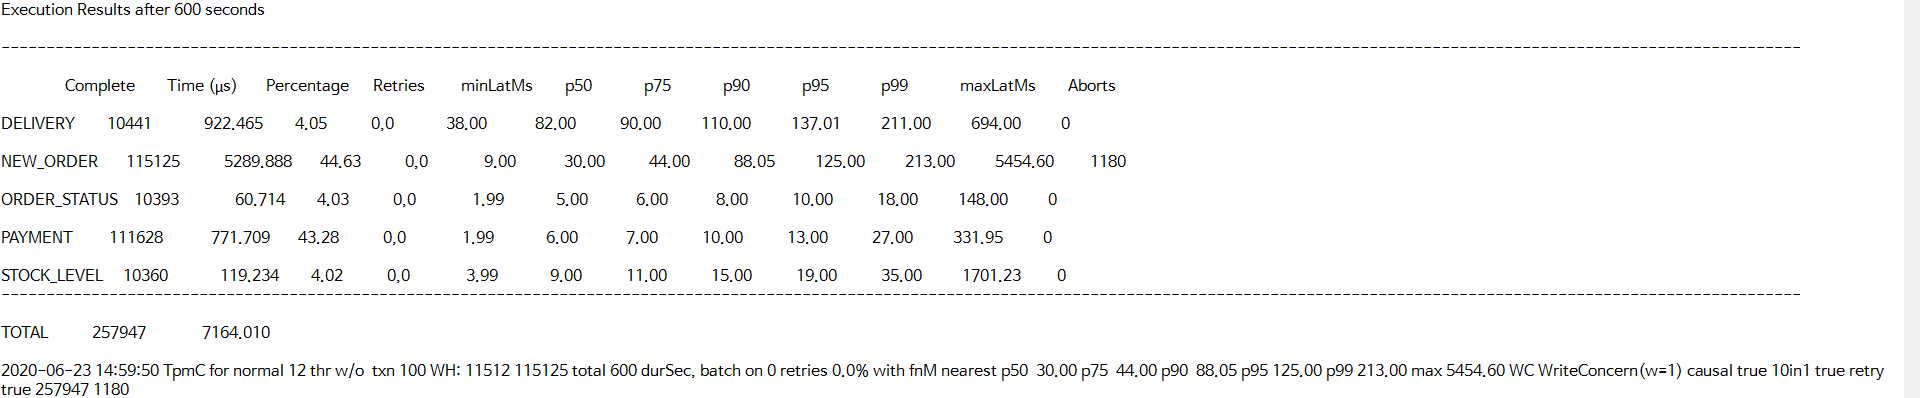 Execution Results after 600 seconds
Complete Time (µs) Percentage Retries minLatMs p50 p75 p90 p95 p99 maxLatMs Aborts
DELIVERY 10441 922.465 4.05 0,0 38.00 82.00 90.00 110.00 137.01 211.00 694.00 0
NEW_ORDER 115125 5289.888 44.63 0,0 9.00 30.00 44.00 88.05 125.00 213.00 5454.60 1180
ORDER_STATUS 10393 60.714 4.03 0,0 1.99 5.00 6.00 8.00 10.00 18.00 148.00 0
PAYMENT 111628 771.709 43.28 0,0 1.99 6.00 7.00 10.00 13.00 27.00 331.95 0
STOCK_LEVEL 10360 119.234 4.02 0,0 3.99 9.00 11.00 15.00 19.00 35.00 1701.23 0
TOTAL 257947 7164.010
2020-06-23 14:59:50 TpmC for normal 12 thr w/o txn 100 WH: 11512 115125 total 600 durSec, batch on 0 retries 0.0% with fnM nearest p50 30.00 p75 44.00 p90 88.05 p95 125.00 p99 213.00 max 5454.60 WC WriteConcern(w=1) causal true 10in1 true retry
true 257947 1180